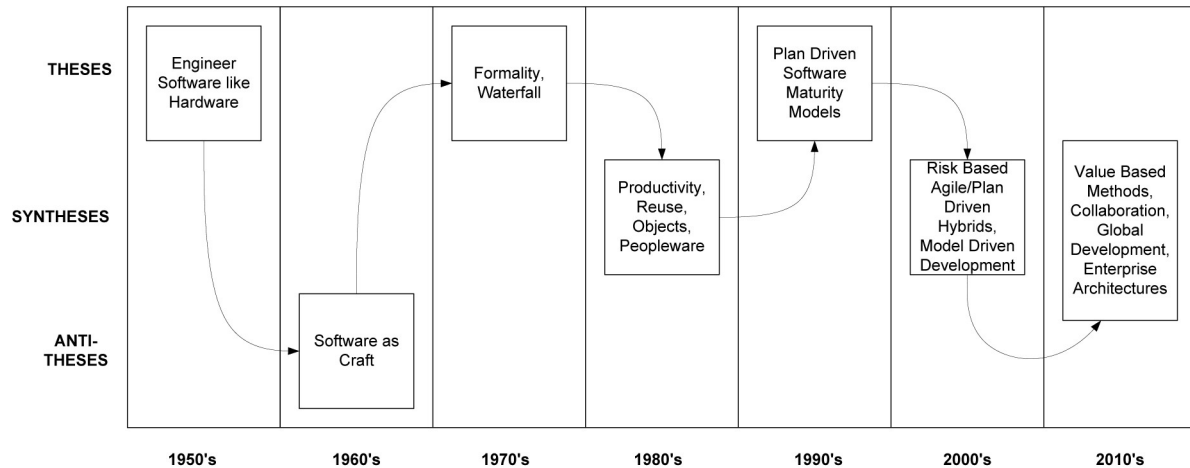 THESES
SYNTHESES
ANTI-
THESES
Engineer
Software like
Hardware
Software as
Craft
Formality,
Waterfall
Productivity,
Reuse,
Objects,
Peopleware
Plan Driven
Software
Maturity
Models
Risk Based
Agile/Plan
Driven
Hybrids,
Model Driven
Development
Value Based
Methods,
Collaboration,
Global
Development,
Enterprise
Architectures
1950's
1960's
1970's
1980's
1990's
2000's
2010's